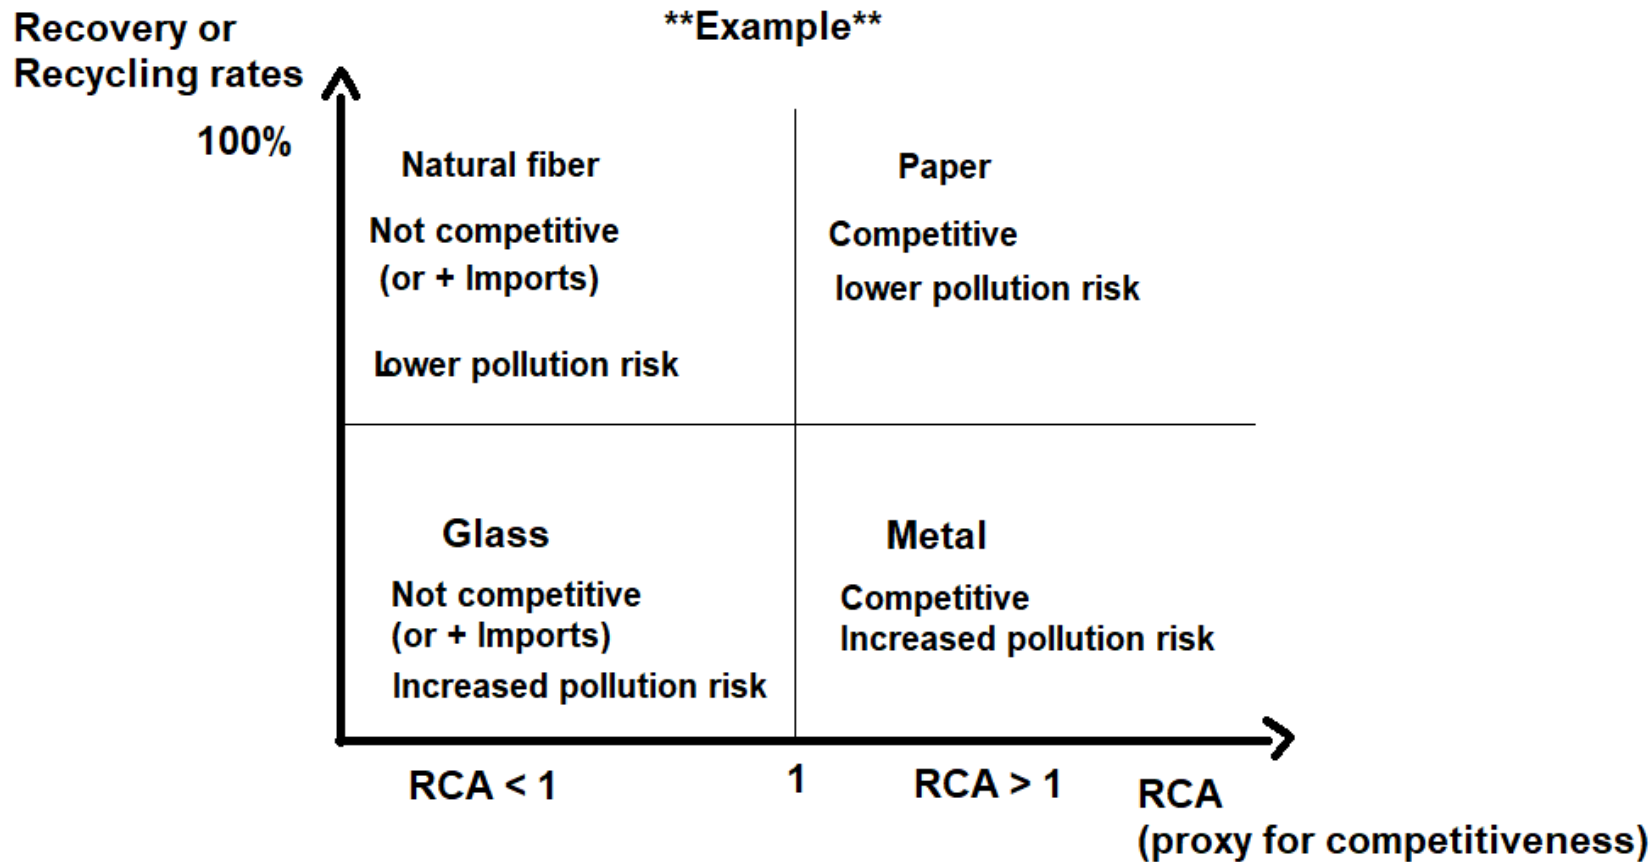 **Example**
Recovery or
Recycling rates
100%
Natural fiber
Not competitive
(or + Imports)
Lower pollution risk
Paper
Competitive
lower pollution risk
Glass
Not competitive
(or + Imports)
Increased pollution risk
Metal
Competitive
Increased pollution risk
RCA < 1
1
RCA > 1
RCA
(proxy for competitiveness)